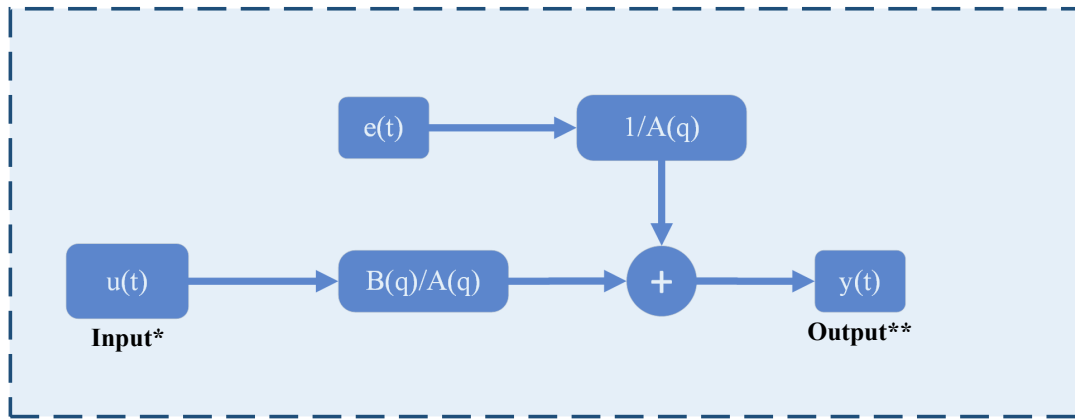 e(t)
1/A(q)
u(t)
B(q)/A(q)
+
y(t)
Input*
Output**